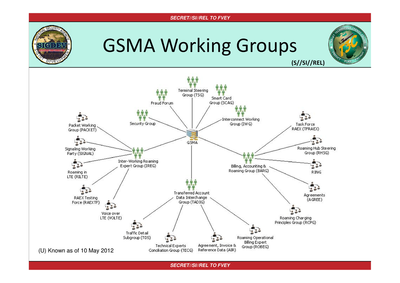 SECRET//SI//REL TO FVEY
GSMA Working Groups
(S//SI//REL)
Terminal Steering
Group (TSG)
Smart Card
Group (SCAG)
Fraud Forum
Interconnect Working
Group (IWG)
Security Group
GSMA
Packet Working
Group (PACKET)
Signaling Working
Party (SIGNAL)
Roaming in
LTE (RILTE)
RAEX Testing
Force (RAEXTF)
Voice over
LTE (VOLTE)
Inter-Working Roaming
Expert Group (IREG)
Billing, Accounting &
Roaming Group (BARG)
Task Force
RAEX (TFRAEX)
Roaming Hub Steering
Group (RHSG)
RING
Agreements
(AGREE)
Roaming Charging
Principles Group (RCPG)
Transferred Account
Data Interchange
Group (TADIG)
Traffic Detail
Subgroup (TDS)
Technical Experts
Conciliation Group (TECG)
Agreement, Invoice &
Reference Data (AIR)
Roaming Operational
Billing Expert
Group (ROBEG)
(U) Known as of 10 May 2012
SECRET//SI//REL TO FVEY